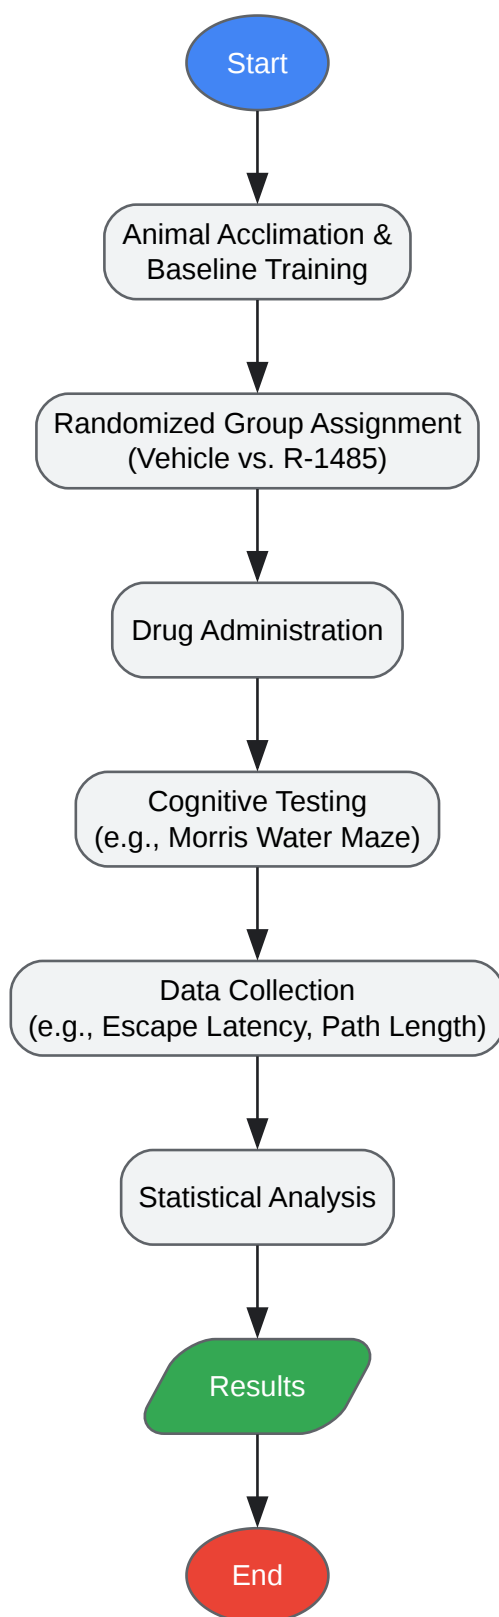 Start
Animal Acclimation &
Baseline Training
Randomized Group Assignment
(Vehicle vs. R-1485)
Drug Administration
Cognitive Testing
(e.g., Morris Water Maze)
Data Collection
(e.g., Escape Latency, Path Length)
Statistical Analysis
Results
End